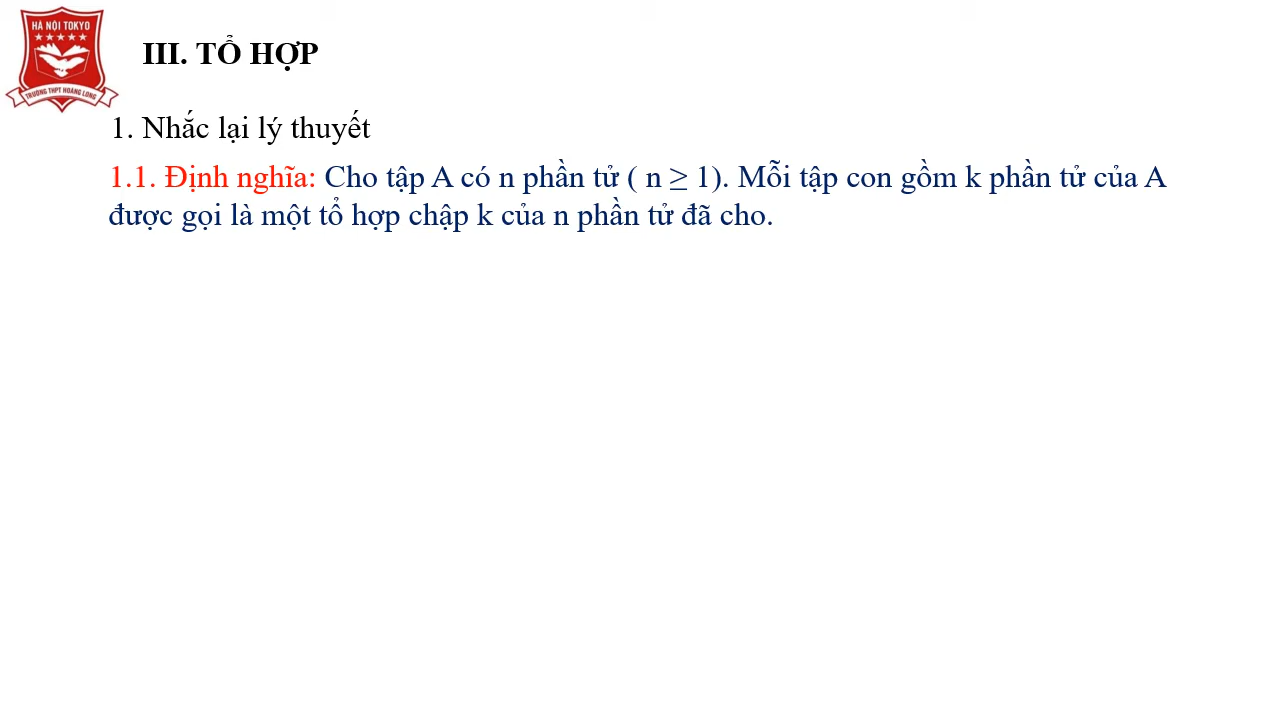 HÀ NỘI TOKYO
TRƯỜNG THPT HOÀNG LONG
III. TỔ HỢP
1. Nhắc lại lý thuyết
1.1. Định nghĩa: Cho tập A có n phần tử ( n ≥ 1). Mỗi tập con gồm k phần tử của A
được gọi là một tổ hợp chập k của n phần tử đã cho.